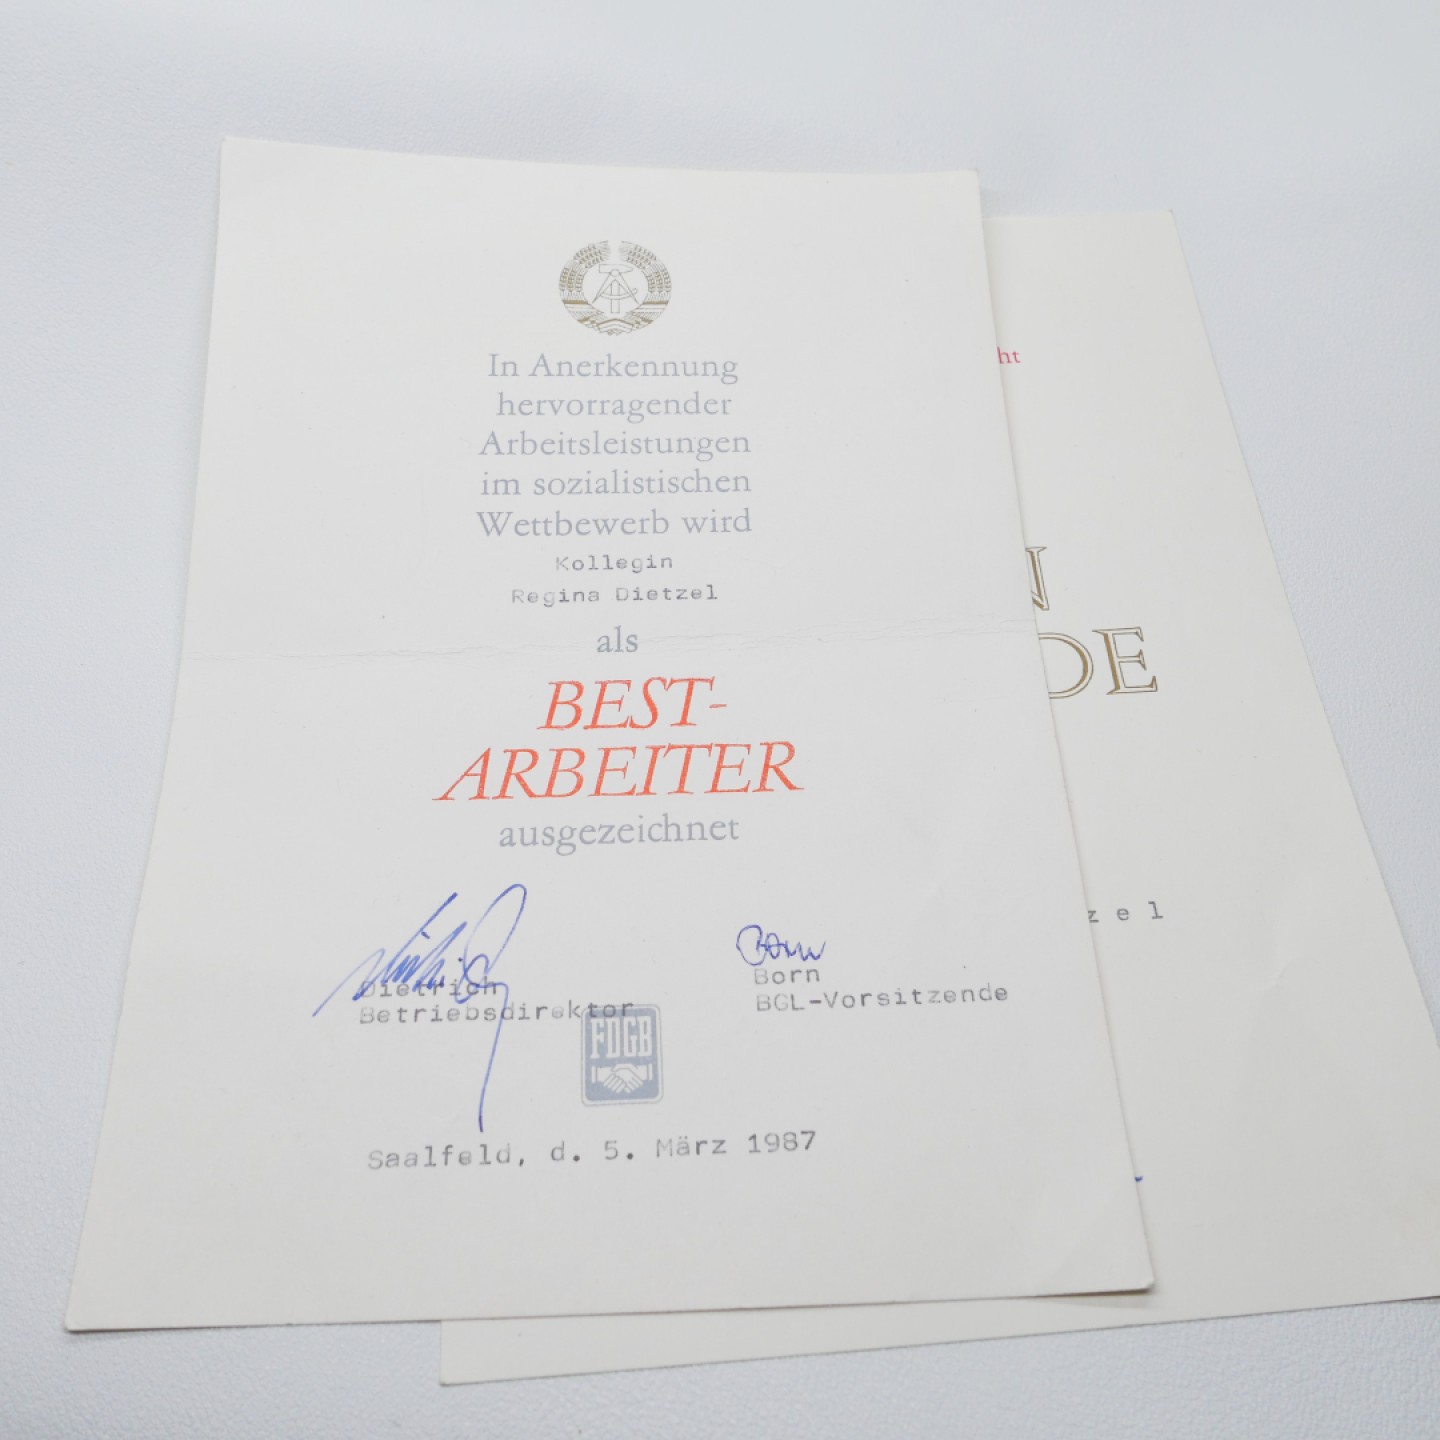 In Anerkennung
hervorragender
Arbeitsleistungen
im sozialistischen
Wettbewerb wird
Kollegin
Regina Dietzel
als
BEST-
ARBEITER
ausgezeichnet
Born
Dietrich
Betriebsdirektor
Born
BGL-Vorsitzende
FDGB
Saalfeld, d. 5. März 1987
ht
N
DE
zel